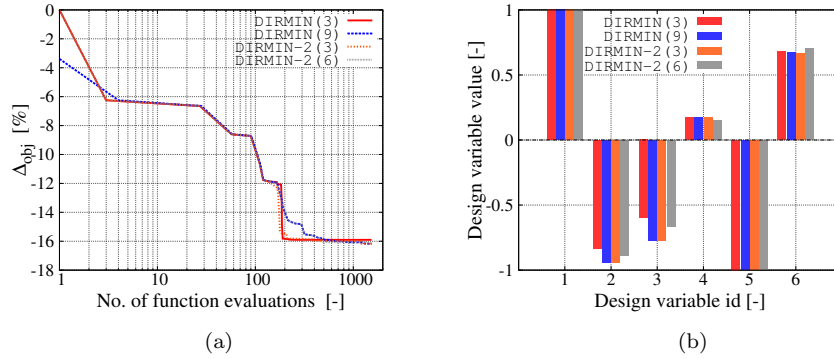 DIRMIN(3)
DIRMIN(9)
DIRMIN-2(3)
DIRMIN-2(6)
0
-2
-4
-6
-8
-10
-12
-14
-16
-18
Δobj [%]
1 10 100 1000
No. of function evaluations [-]
(a)
DIRMIN(3)
DIRMIN(9)
DIRMIN-2(3)
DIRMIN-2(6)
1
0.5
0
-0.5
-1
Design variable value [-]
1 2 3 4 5 6
Design variable id [-]
(b)